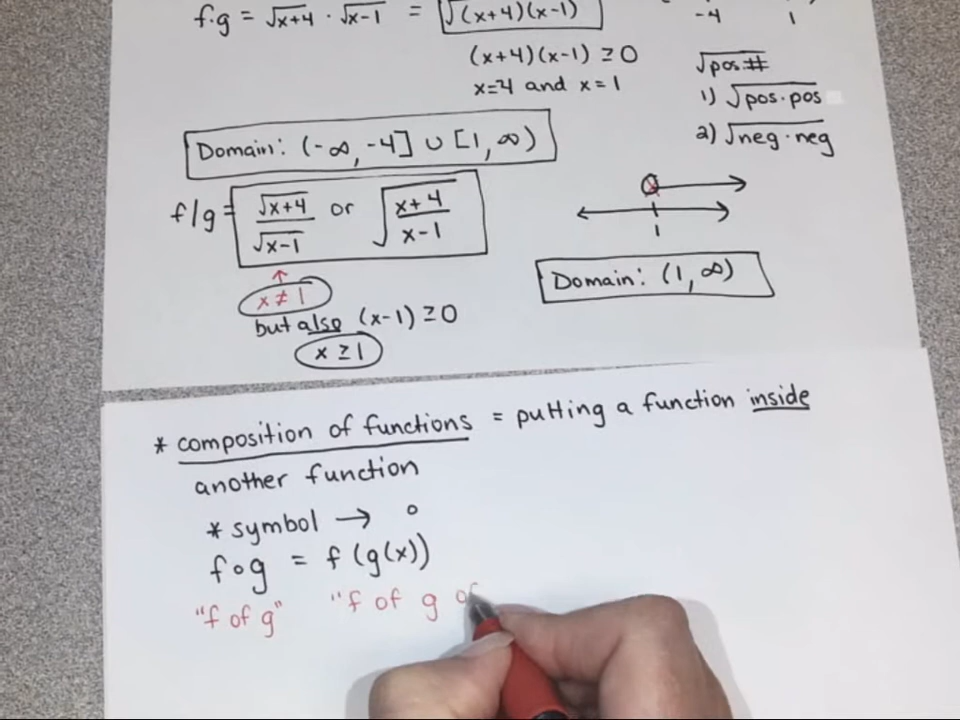 f·g = √x+4 · √x-1 = √(x+4)(x-1)
-4 1
(x+4)(x-1) ≥ 0
x=-4 and x=1
√pos#
1) √pos·pos
2) √neg·neg
Domain: (-∞, -4] ∪ [1, ∞)
f/g = √x+4 / √x-1 or √x+4 / x-1
1
Domain: (1, ∞)
↑
x ≠ 1
but also (x-1) ≥ 0
x ≥ 1
* composition of functions = putting a function inside
another function
* symbol → ∘
f∘g = f(g(x))
"f of g" "f of g of